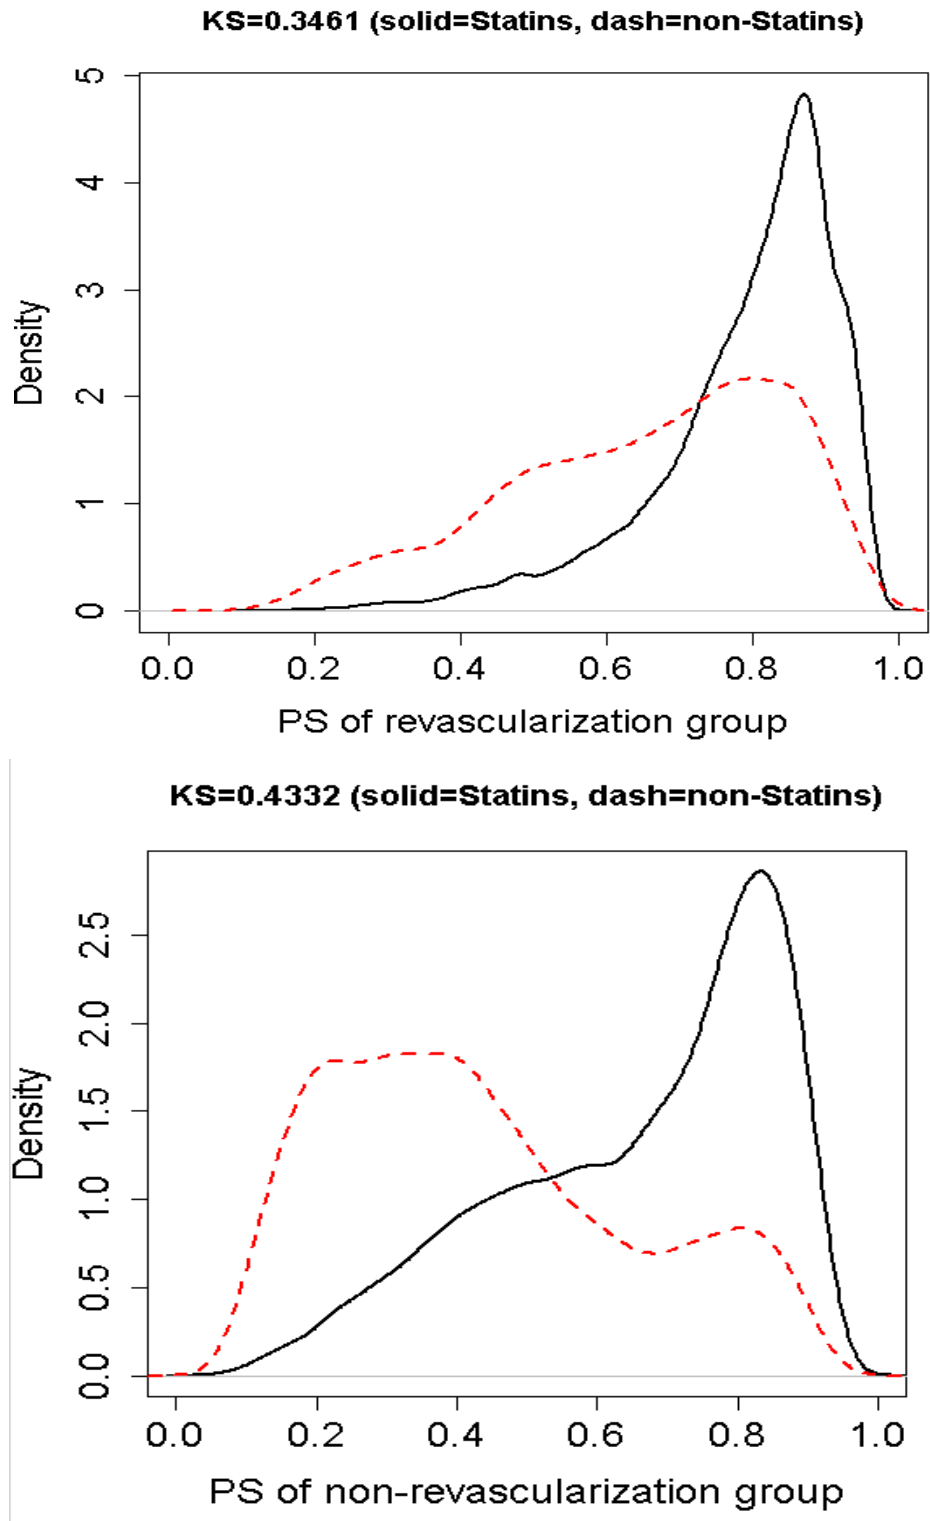 KS=0.3461 (solid=Statins, dash=non-Statins)
5
4
3
2
1
0
Density
0.0 0.2 0.4 0.6 0.8 1.0
PS of revascularization group
KS=0.4332 (solid=Statins, dash=non-Statins)
2.5
2.0
1.5
1.0
0.5
0.0
Density
0.0 0.2 0.4 0.6 0.8 1.0
PS of non-revascularization group